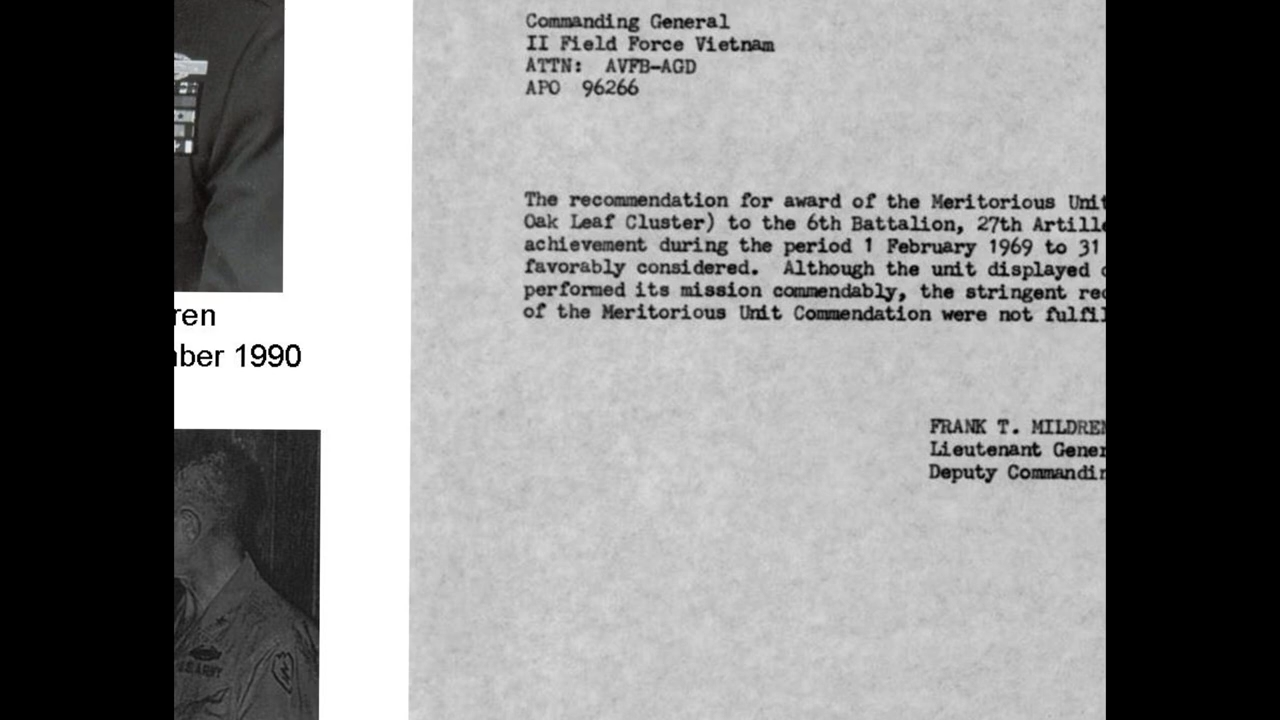 ren
mber 1990
U.S. ARMY
Commanding General
II Field Force Vietnam
ATTN: AVFB-AGD
APO 96266
The recommendation for award of the Meritorious Unit
Oak Leaf Cluster) to the 6th Battalion, 27th Artille
achievement during the period 1 February 1969 to 31
favorably considered. Although the unit displayed
performed its mission commendably, the stringent re
of the Meritorious Unit Commendation were not fulfil
FRANK T. MILDREN
Lieutenant Gener
Deputy Commandin